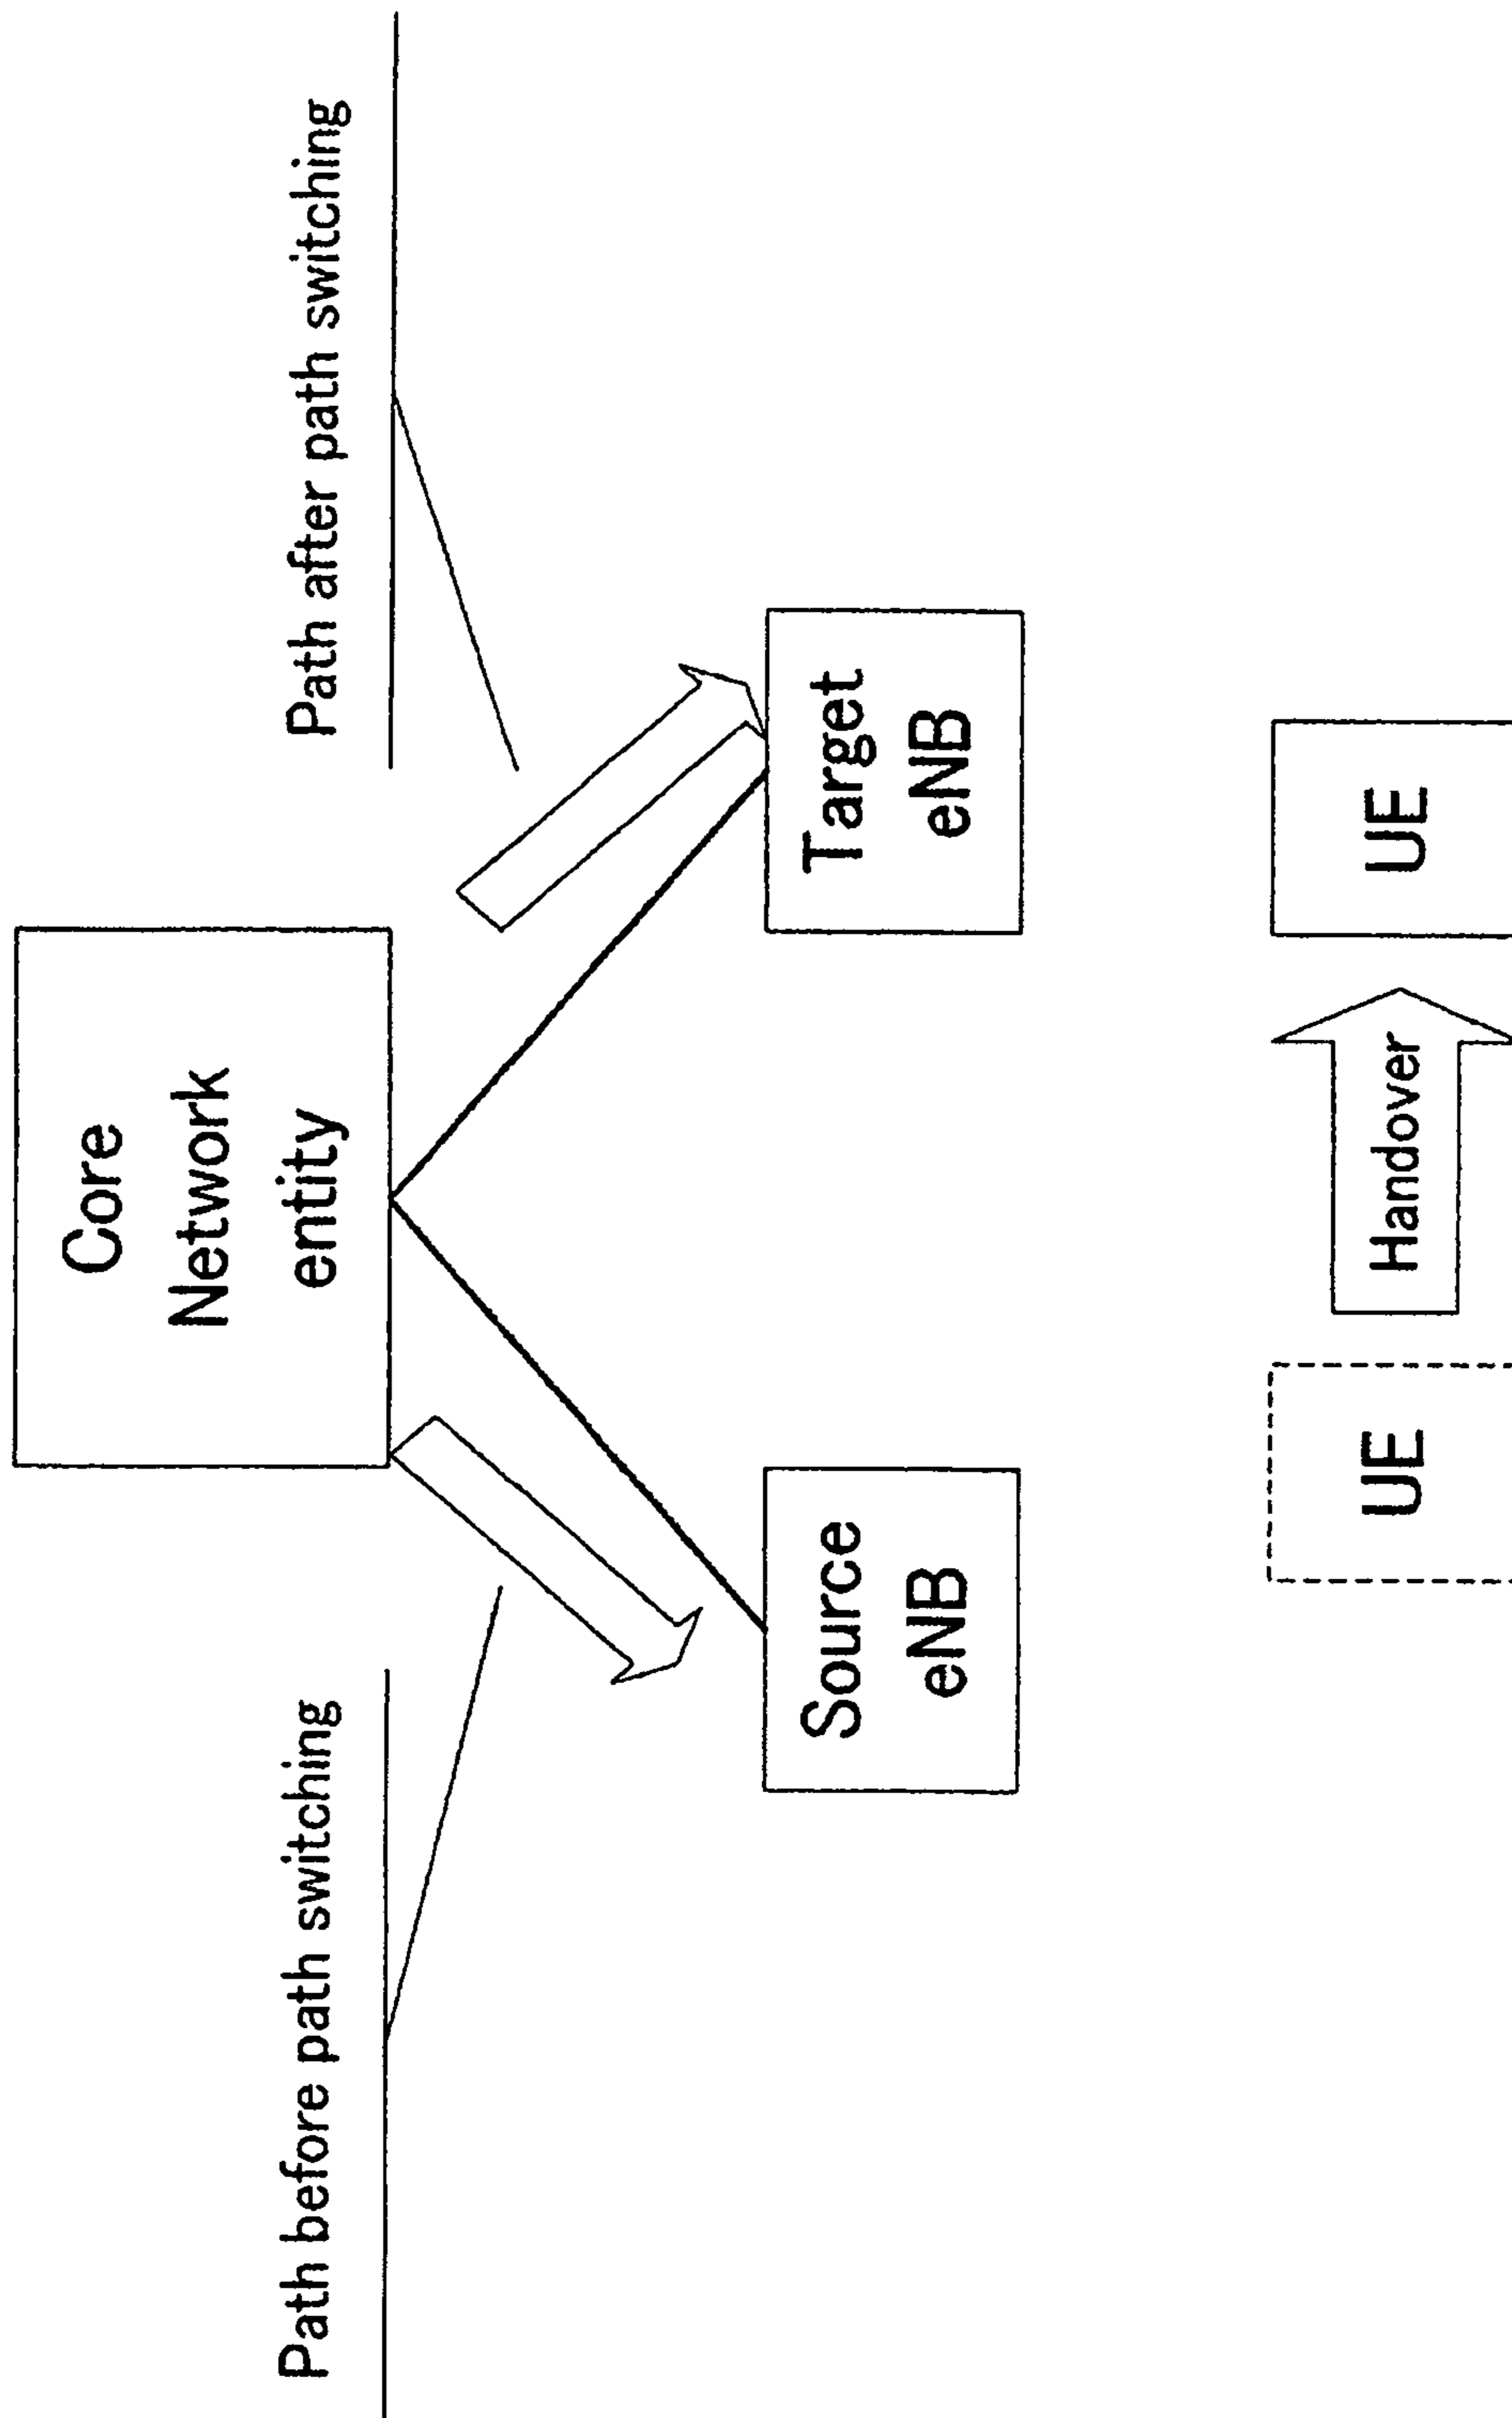 Core
Network
entity
Path before path switching
Path after path switching
Source
eNB
Target
eNB
UE
Handover
UE